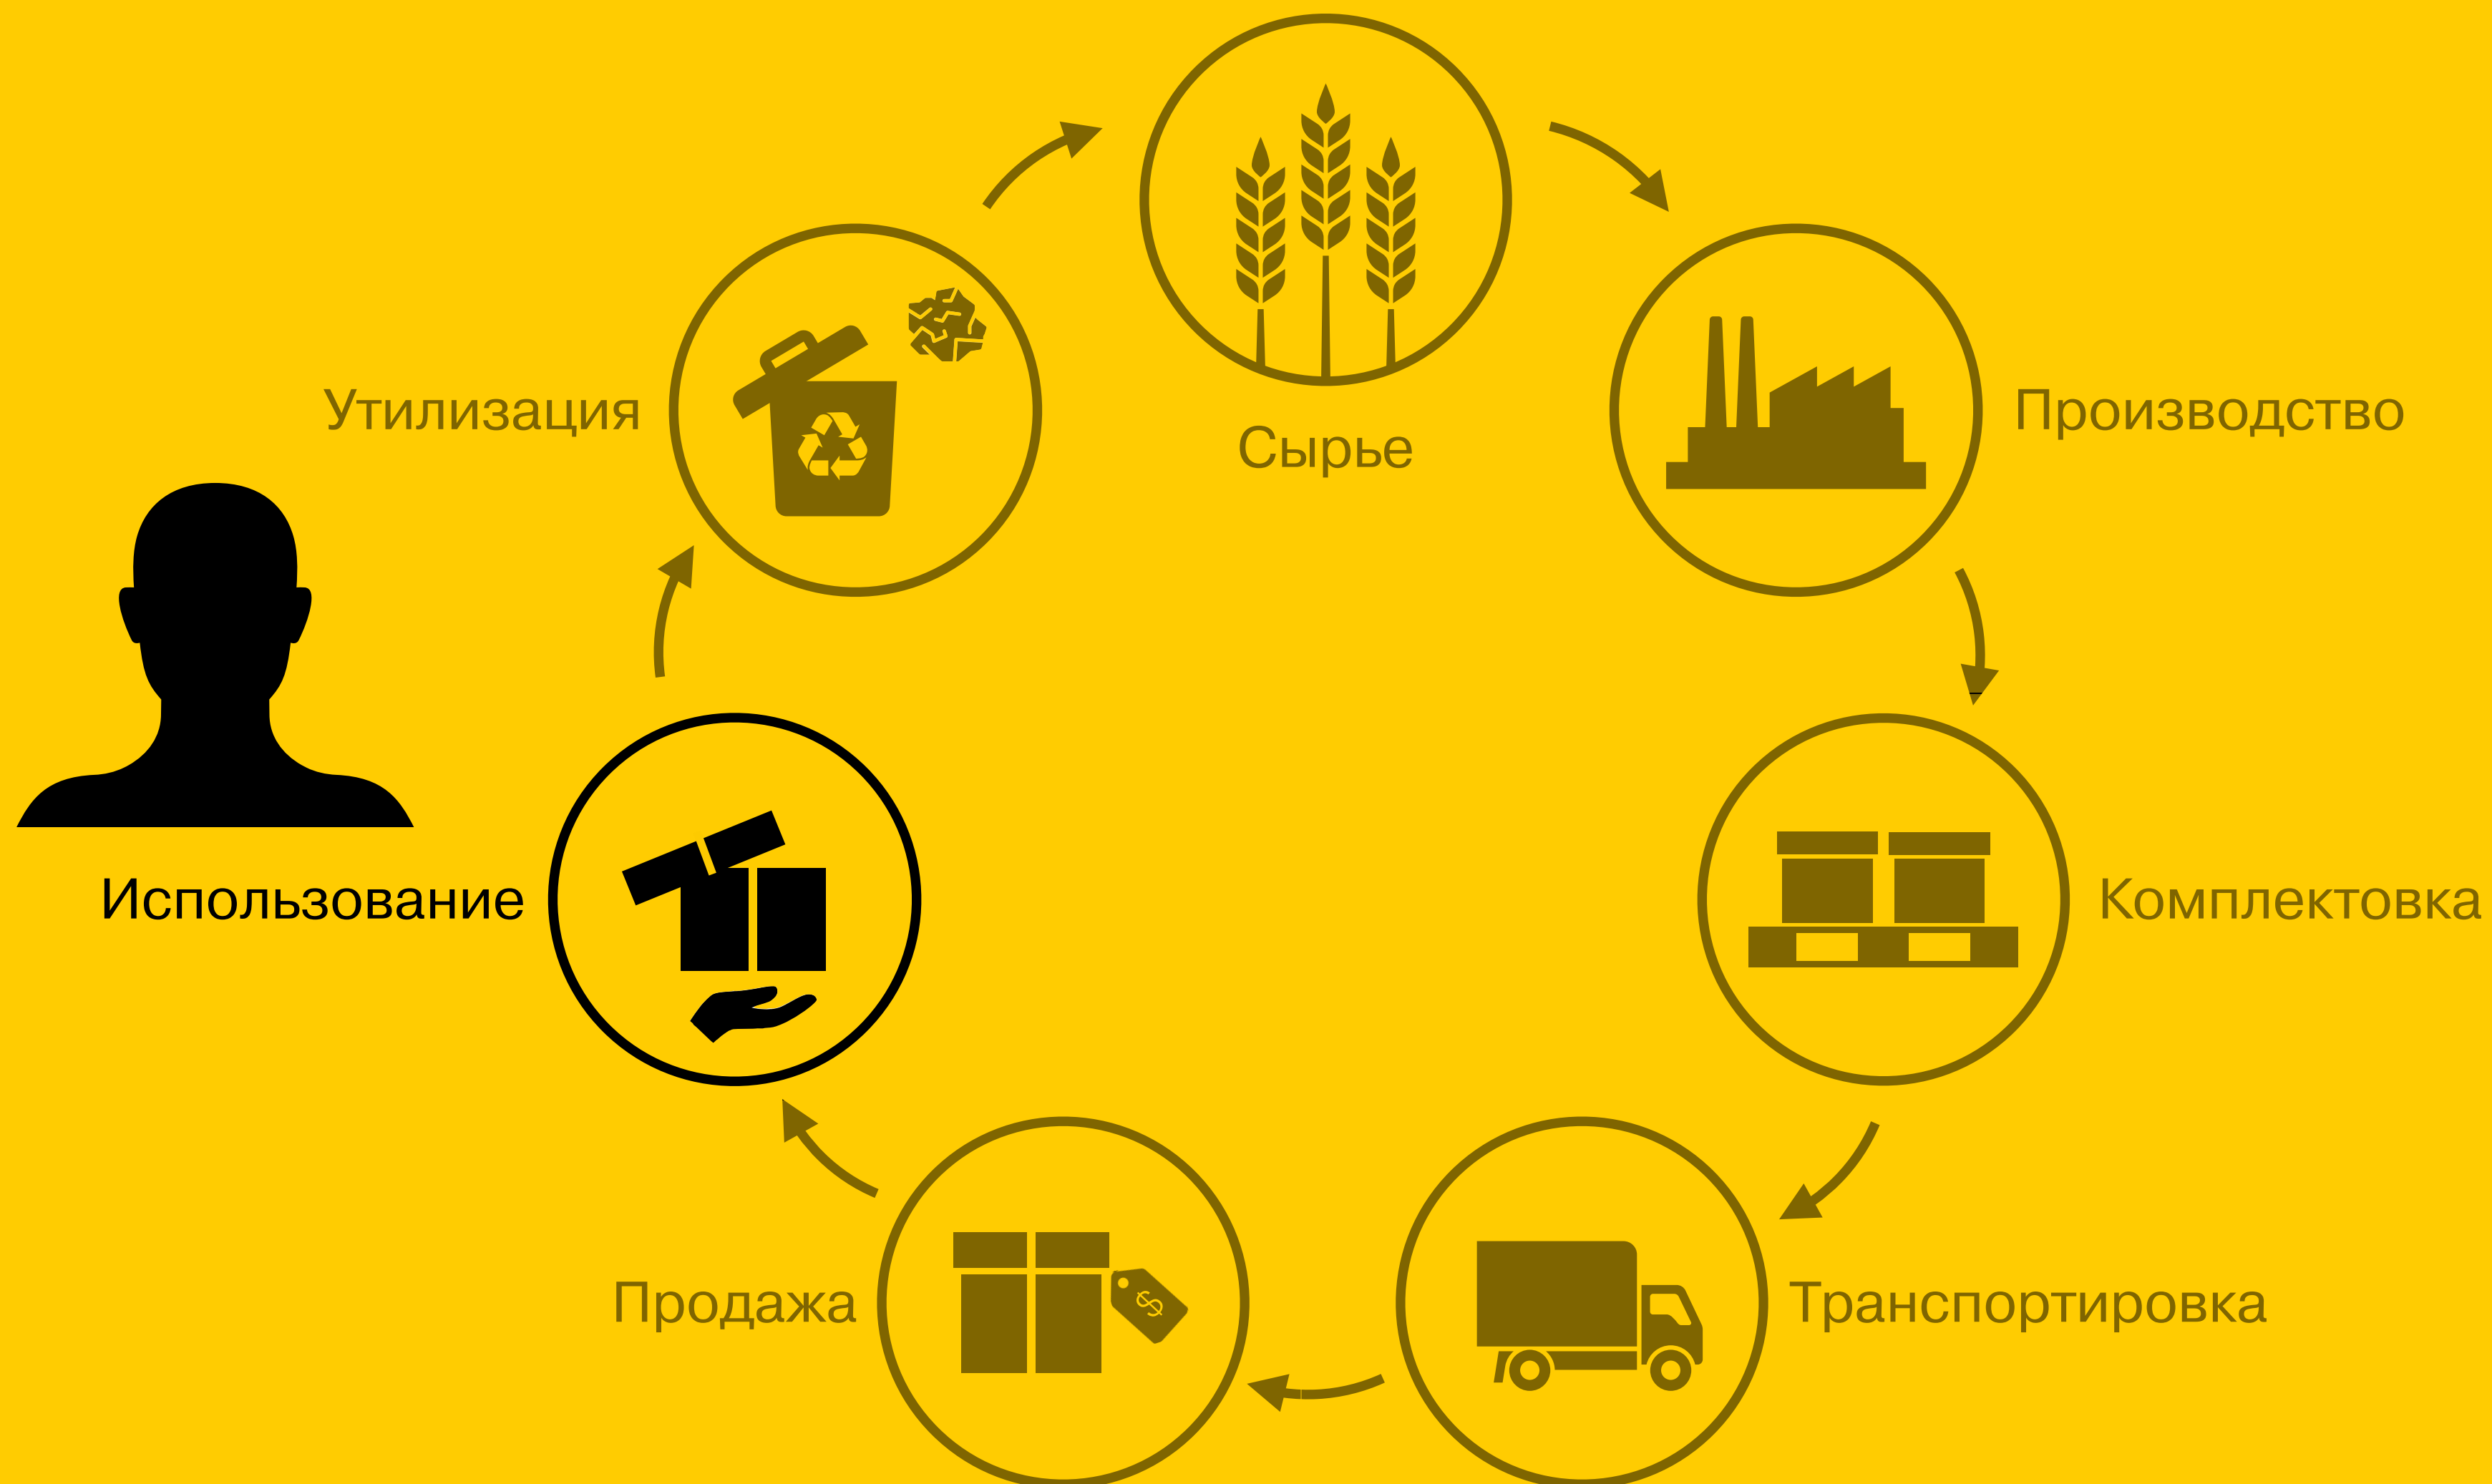 Сырье
Утилизация
Производство
Использование
Комплектовка
Продажа
$
Транспортировка